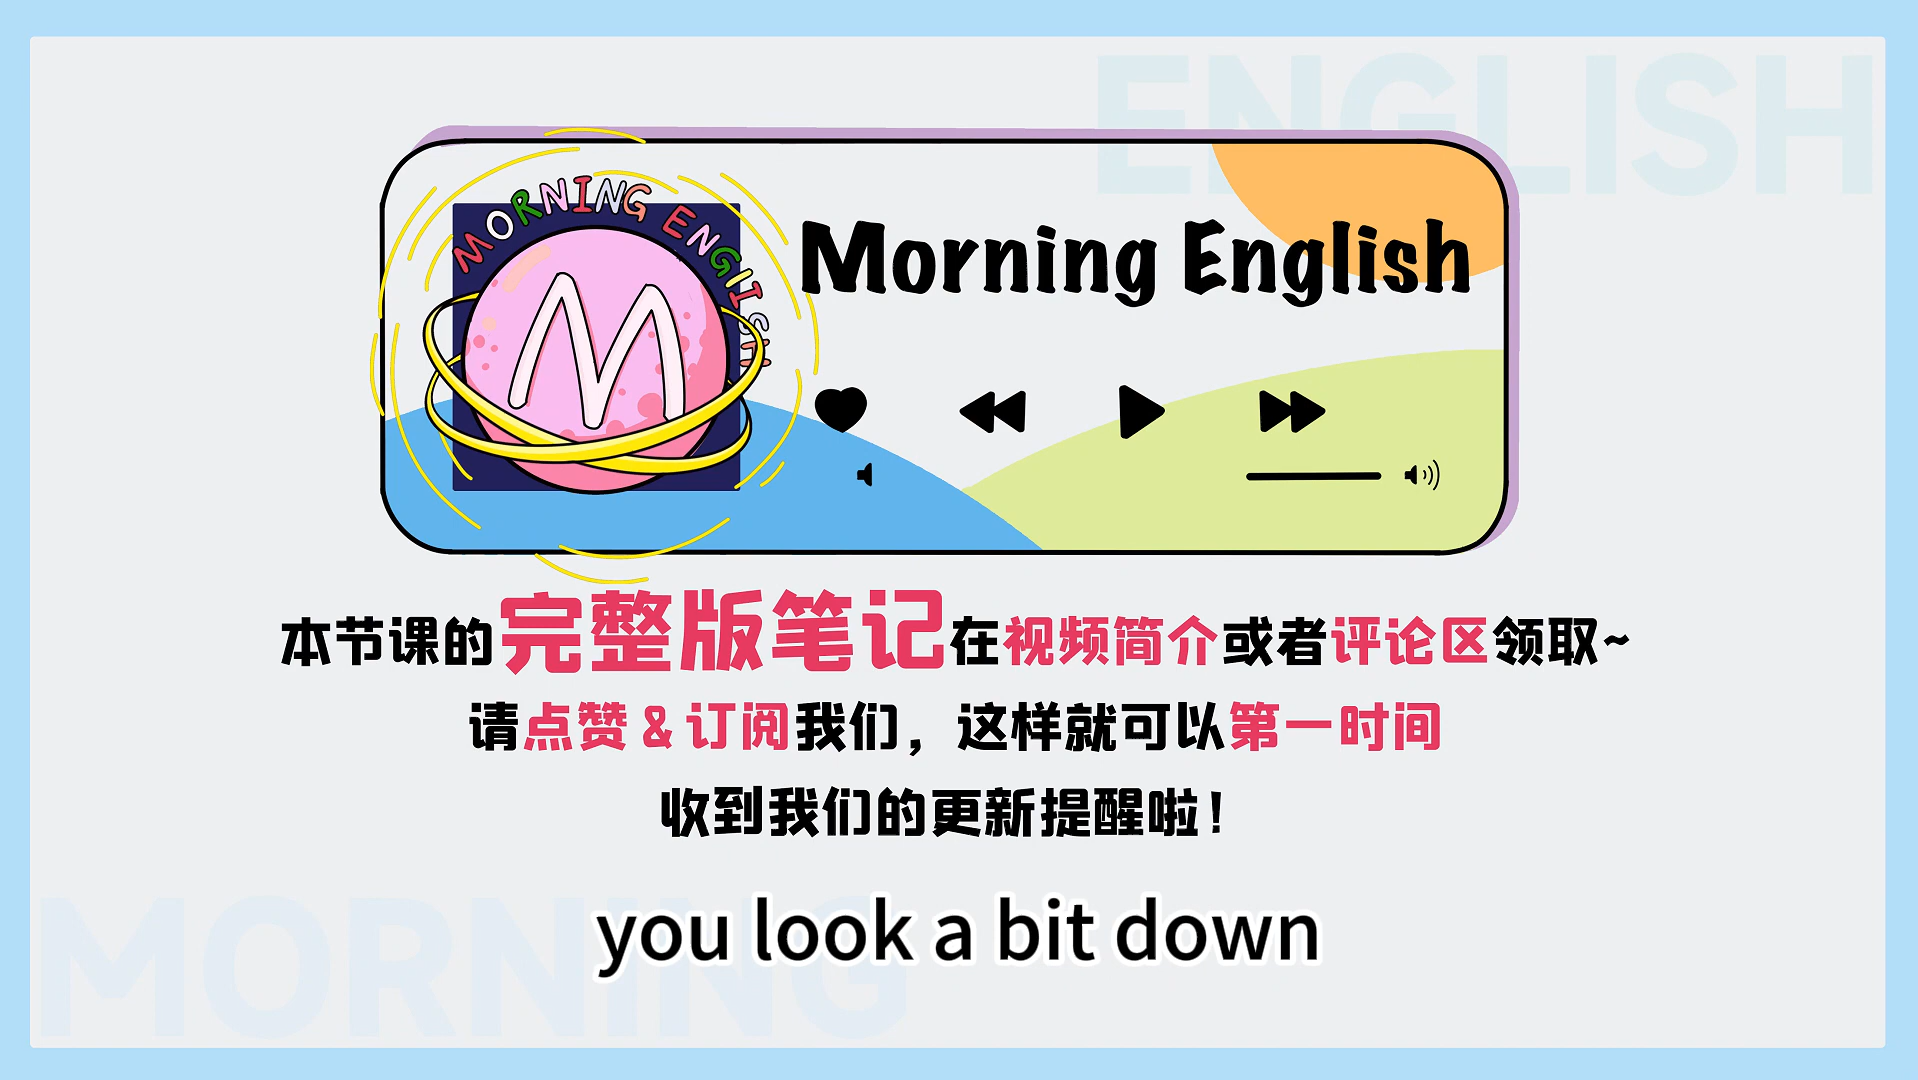 ENGLISH
MORNING ENGLISH
M
Morning English
本节课的完整版笔记在视频简介或者评论区领取~
请点赞&订阅我们，这样就可以第一时间
收到我们的更新提醒啦！
you look a bit down
MORNING